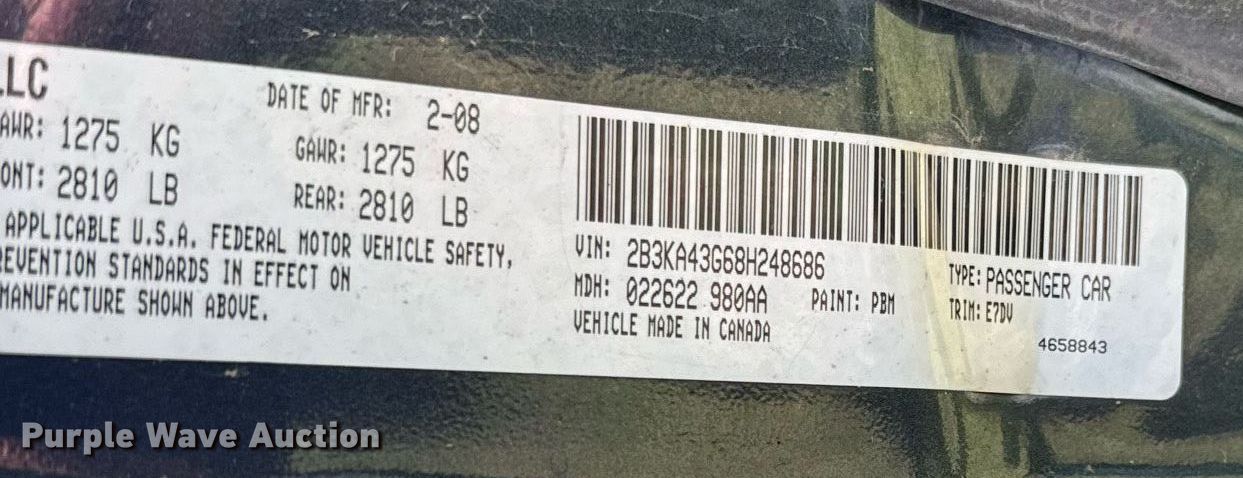 LLC
DATE OF MFR: 2-08
GAWR: 1275 KG
AWR: 1275 KG
REAR: 2810 LB
ONT: 2810 LB
APPLICABLE U.S.A. FEDERAL MOTOR VEHICLE SAFETY,
REVENTION STANDARDS IN EFFECT ON
MANUFACTURE SHOWN ABOVE.
VIN: 2B3KA43G68H248686
MDH: 022622 980AA PAINT: PBM
VEHICLE MADE IN CANADA
TYPE: PASSENGER CAR
TRIM: E7DV
4658843
Purple Wave Auction